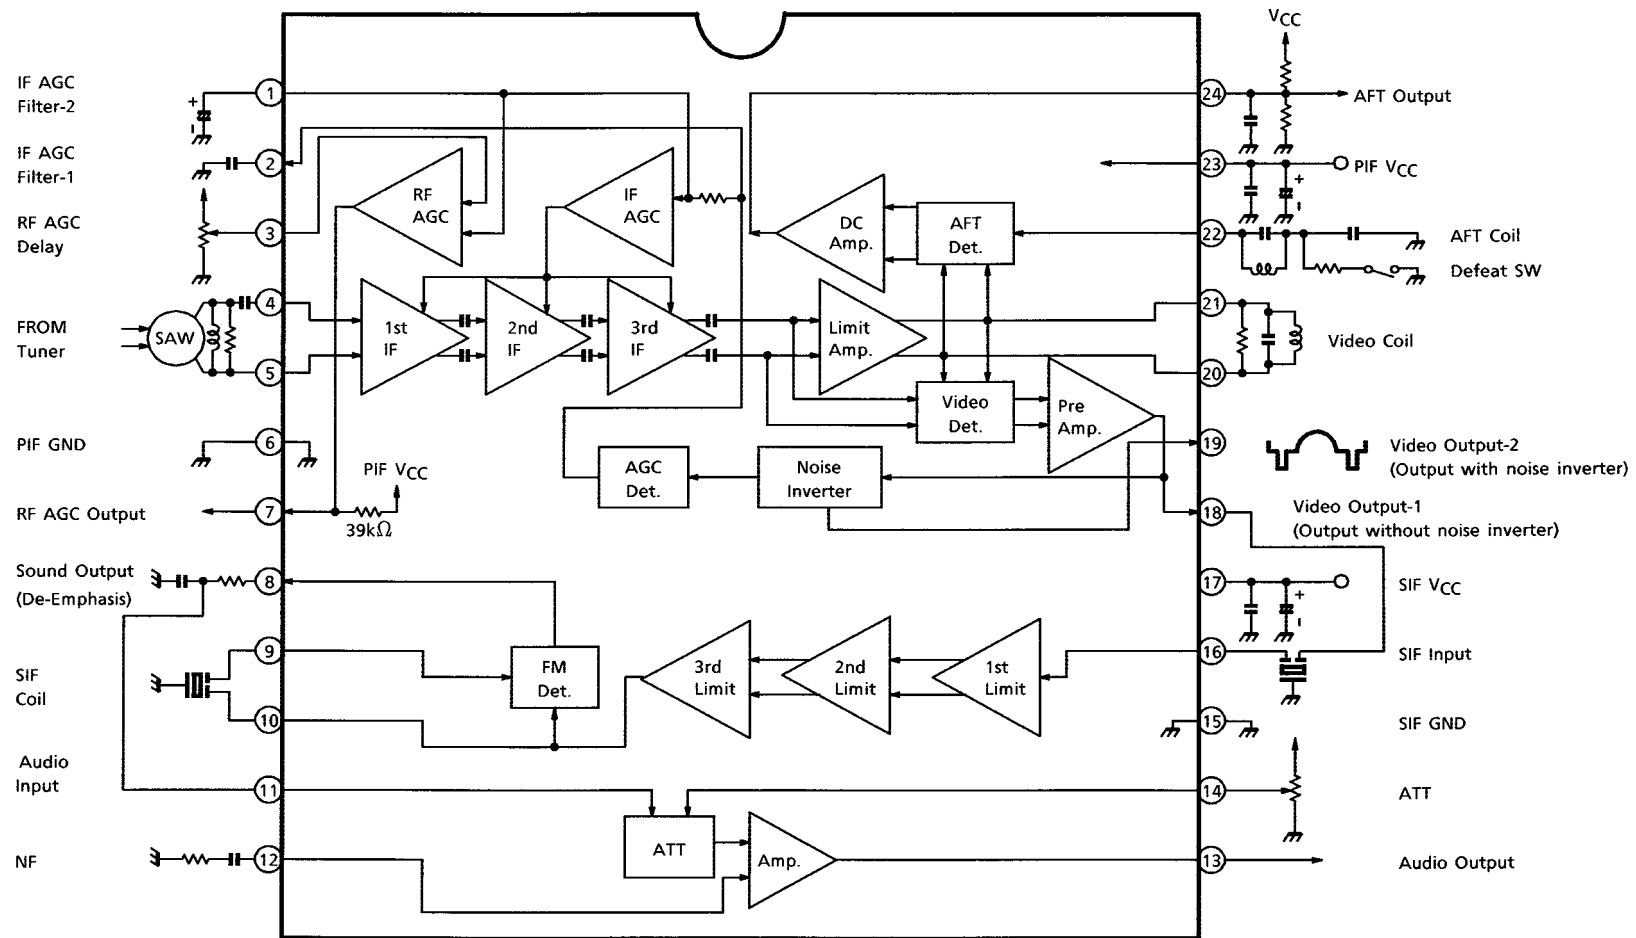 IF AGC
Filter-2
IF AGC
Filter-1
RF AGC
Delay
FROM
Tuner
PIF GND
RF AGC Output
Sound Output
(De-Emphasis)
SIF
Coil
Audio
Input
NF
SAW
+
-
1
2
3
4
5
6
7
8
9
10
11
12
RF
AGC
IF
AGC
1st
IF
2nd
IF
3rd
IF
PIF VCC
39kΩ
DC
Amp.
AFT
Det.
Limit
Amp.
Video
Det.
Pre
Amp.
AGC
Det.
Noise
Inverter
FM
Det.
3rd
Limit
2nd
Limit
1st
Limit
ATT
Amp.
24
23
22
21
20
19
18
17
16
15
14
13
VCC
AFT Output
PIF VCC
+
-
AFT Coil
Defeat SW
Video Coil
Video Output-2
(Output with noise inverter)
Video Output-1
(Output without noise inverter)
SIF VCC
+
-
SIF Input
SIF GND
ATT
Audio Output